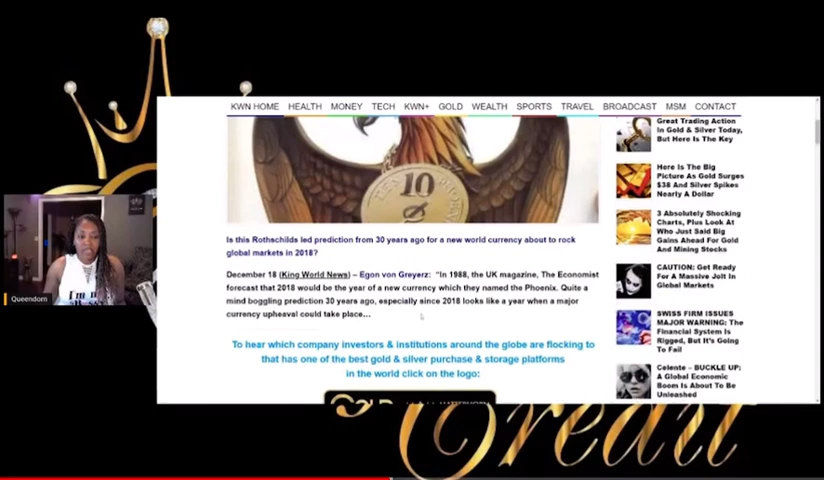 KWN HOME HEALTH MONEY TECH KWN+ GOLD WEALTH SPORTS TRAVEL BROADCAST MSM CONTACT
10
Is this Rothschilds led prediction from 30 years ago for a new world currency about to rock
global markets in 2018?
December 18 (King World News) – Egon von Greyerz: "In 1988, the UK magazine, The Economist
forecast that 2018 would be the year of a new currency which they named the Phoenix. Quite a
mind boggling prediction 30 years ago, especially since 2018 looks like a year when a major
currency upheaval could take place…
To hear which company investors & institutions around the globe are flocking to
that has one of the best gold & silver purchase & storage platforms
in the world click on the logo:
Great Trading Action
In Gold & Silver Today,
But Here Is The Key
Here Is The Big
Picture As Gold Surges
$38 And Silver Spikes
Nearly A Dollar
3 Absolutely Shocking
Charts, Plus Look At
Who Just Said Big
Gains Ahead For Gold
And Mining Stocks
CAUTION: Get Ready
For A Massive Jolt In
Global Markets
SWISS FIRM ISSUES
MAJOR WARNING: The
Financial System Is
Rigged, But It's Going
To Fail
Celente – BUCKLE UP:
A Global Economic
Boom Is About To Be
Unleashed
Queendom
I'm
Credit